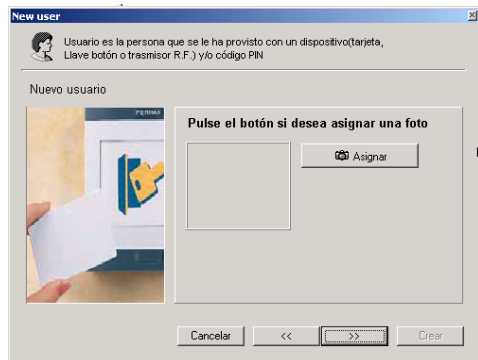 New user
Usuario es la persona que se le ha provisto con un dispositivo(tarjeta,
Llave botón o trasmisor R.F.) y/o código PIN
Nuevo usuario
FERMAX
Pulse el botón si desea asignar una foto
Asignar
Cancelar
<<
>>
Crear